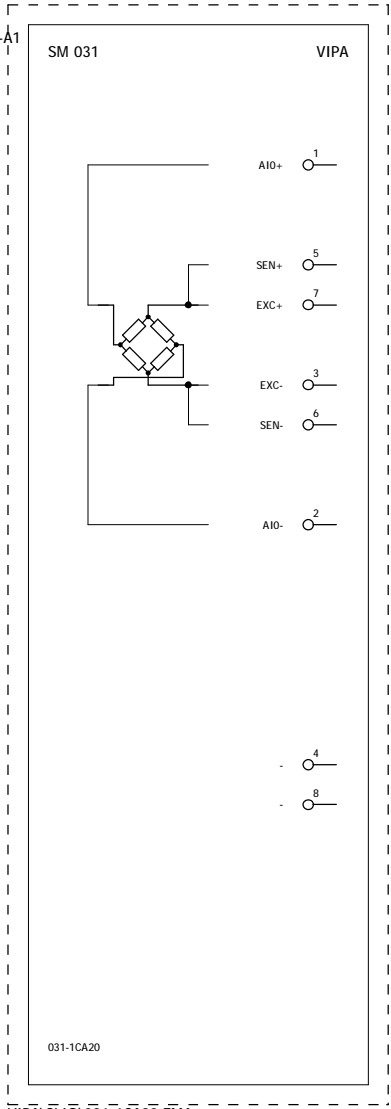 -A1
SM 031 VIPA
AI0+ 1
SEN+ 5
EXC+ 7
EXC- 3
SEN- 6
AI0- 2
- 4
- 8
031-1CA20